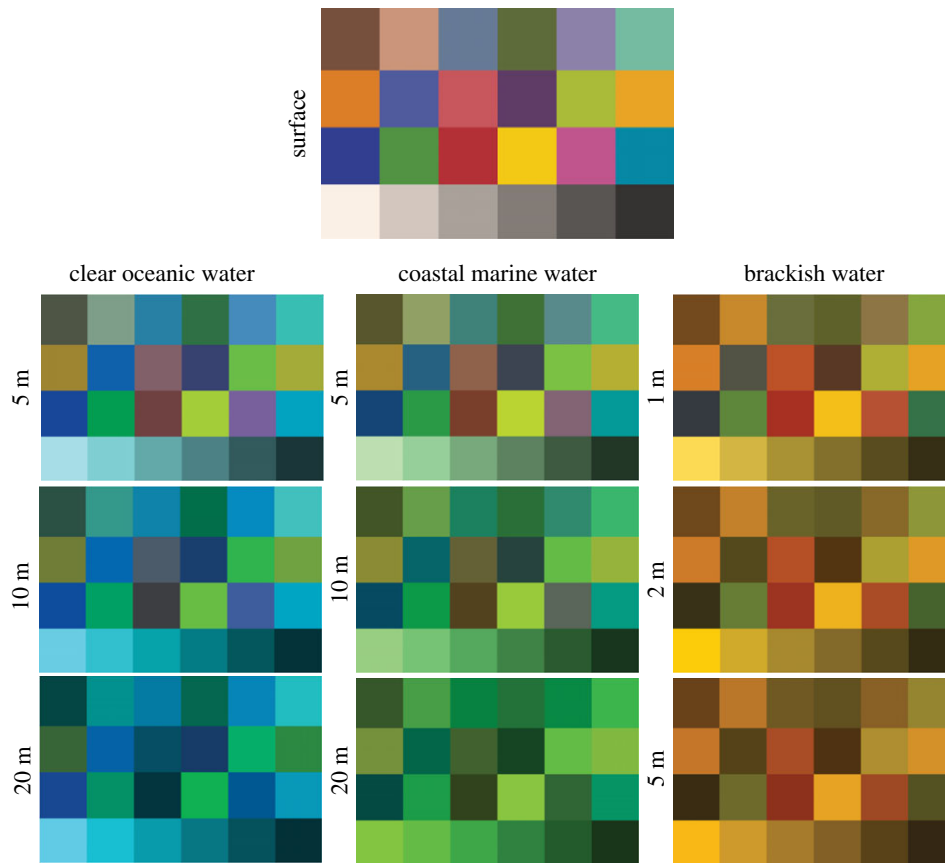 surface
clear oceanic water
coastal marine water
brackish water
5 m
5 m
1 m
10 m
10 m
2 m
20 m
20 m
5 m